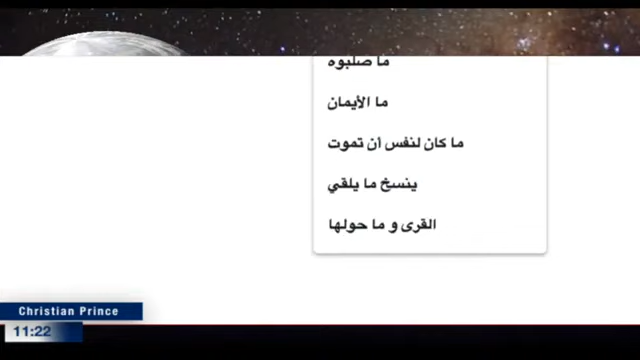 ما صلبوه
ما الأيمان
ما كان لنفس أن تموت
ينسخ ما يلقي
القرى و ما حولها
Christian Prince
11:22